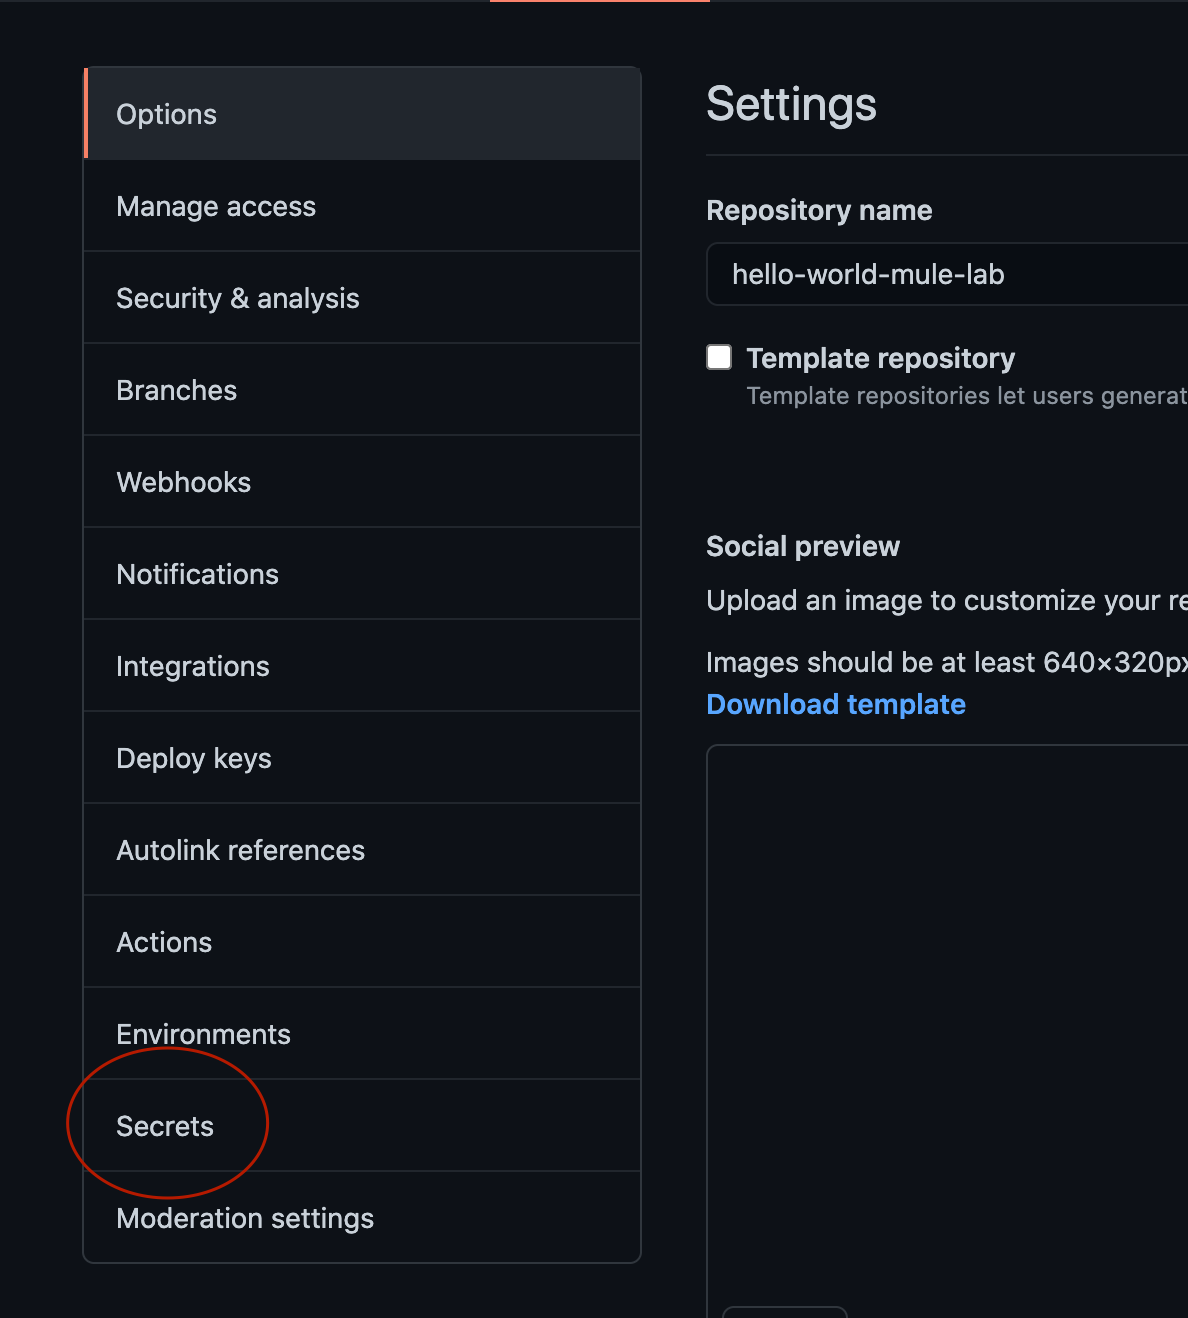 Options
Manage access
Security & analysis
Branches
Webhooks
Notifications
Integrations
Deploy keys
Autolink references
Actions
Environments
Secrets
Moderation settings
Settings
Repository name
hello-world-mule-lab
Template repository
Template repositories let users generat
Social preview
Upload an image to customize your re
Images should be at least 640×320px
Download template